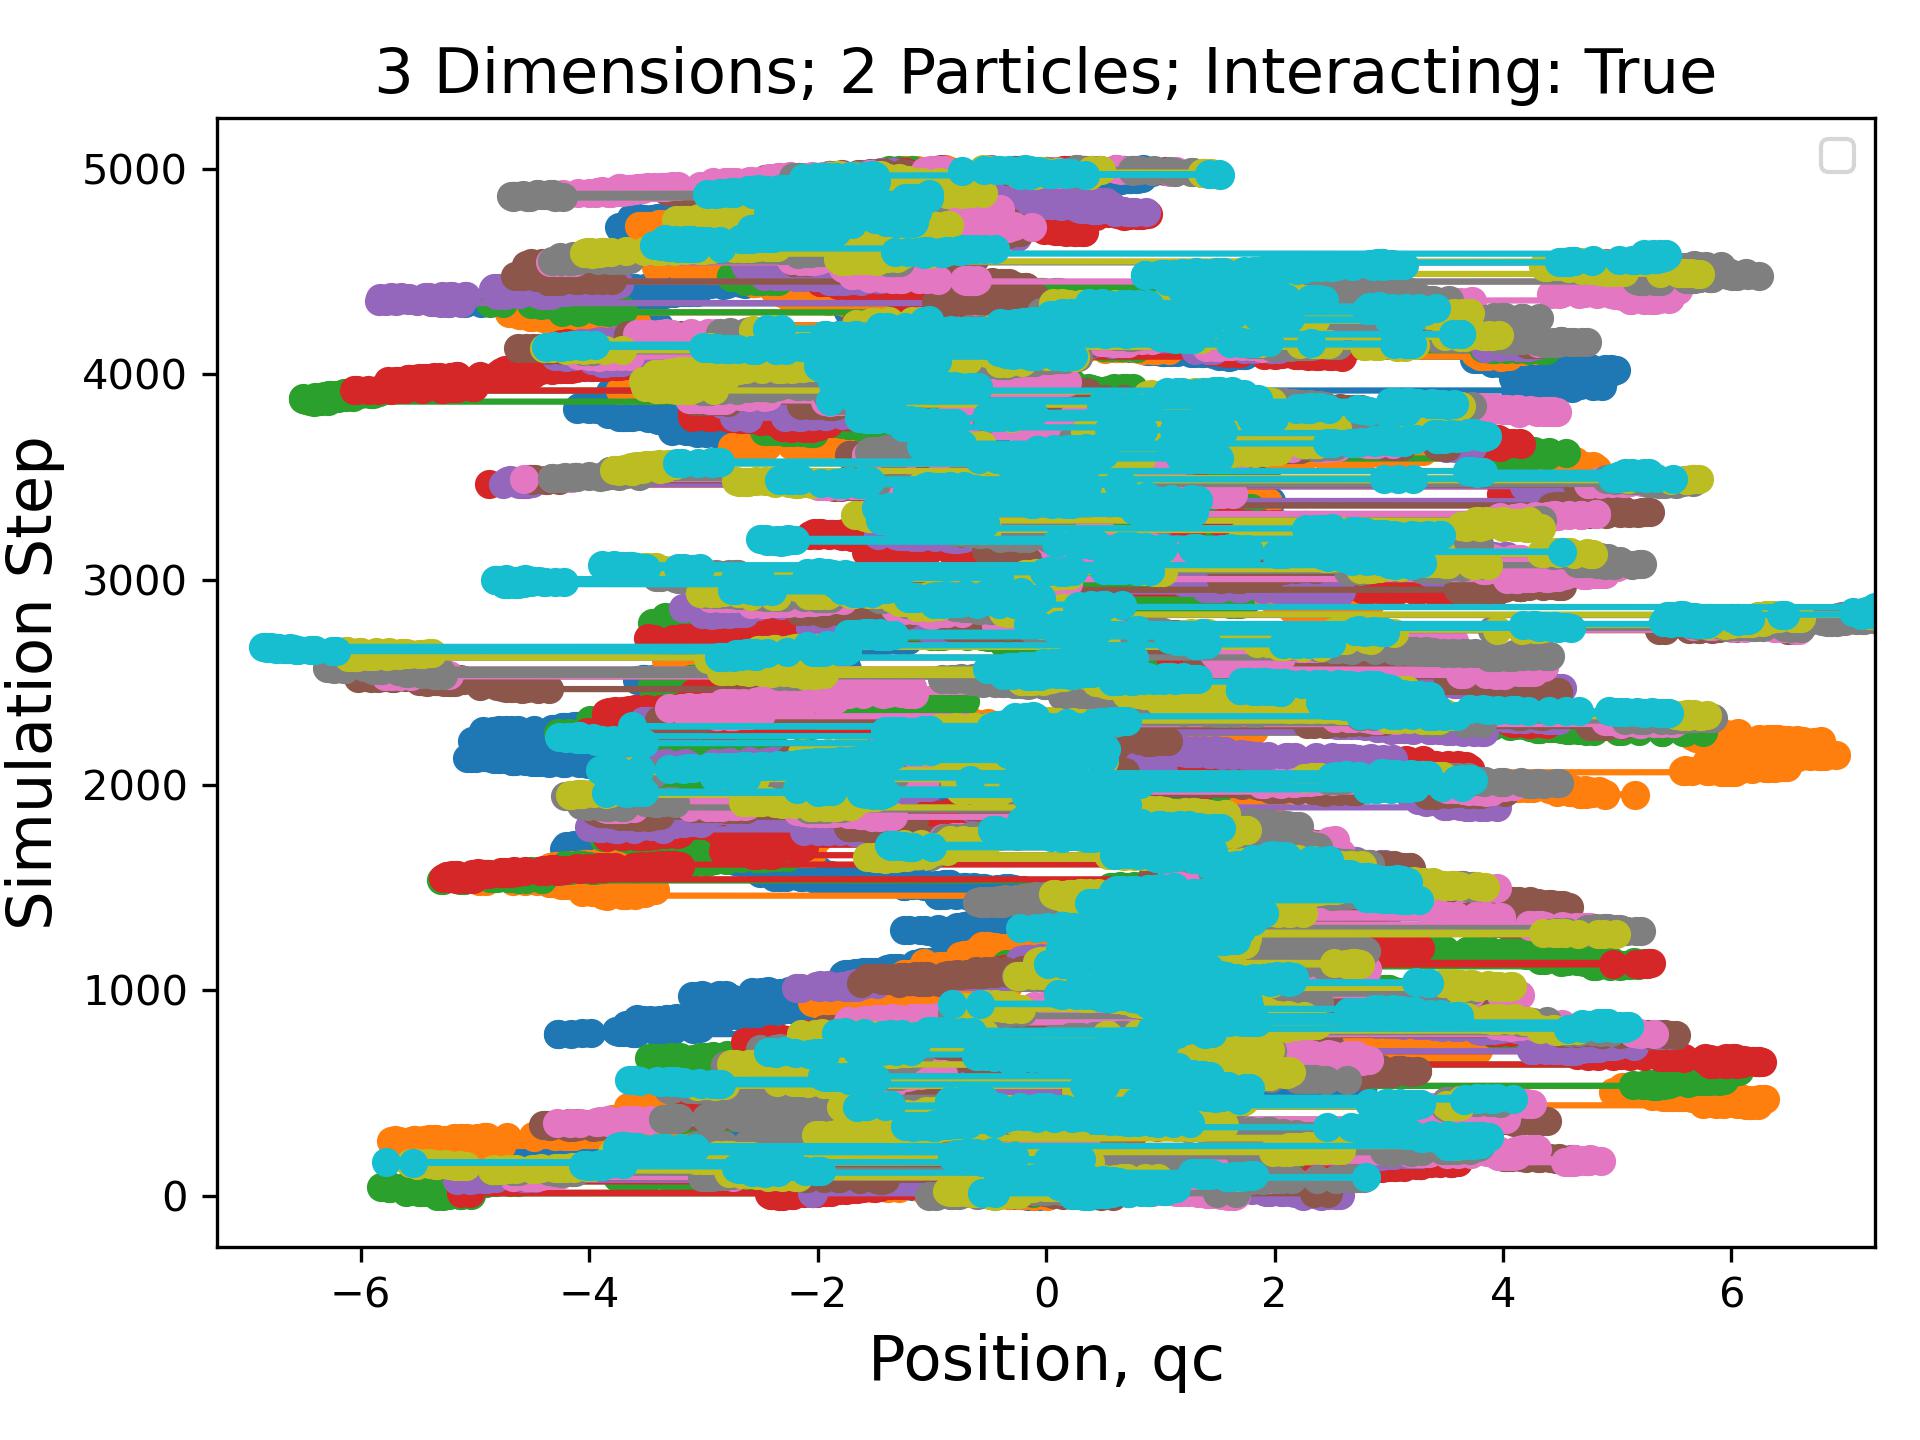 3 Dimensions; 2 Particles; Interacting: True
5000
4000
3000
2000
1000
0
Simulation Step
−6 −4 −2 0 2 4 6
Position, qc